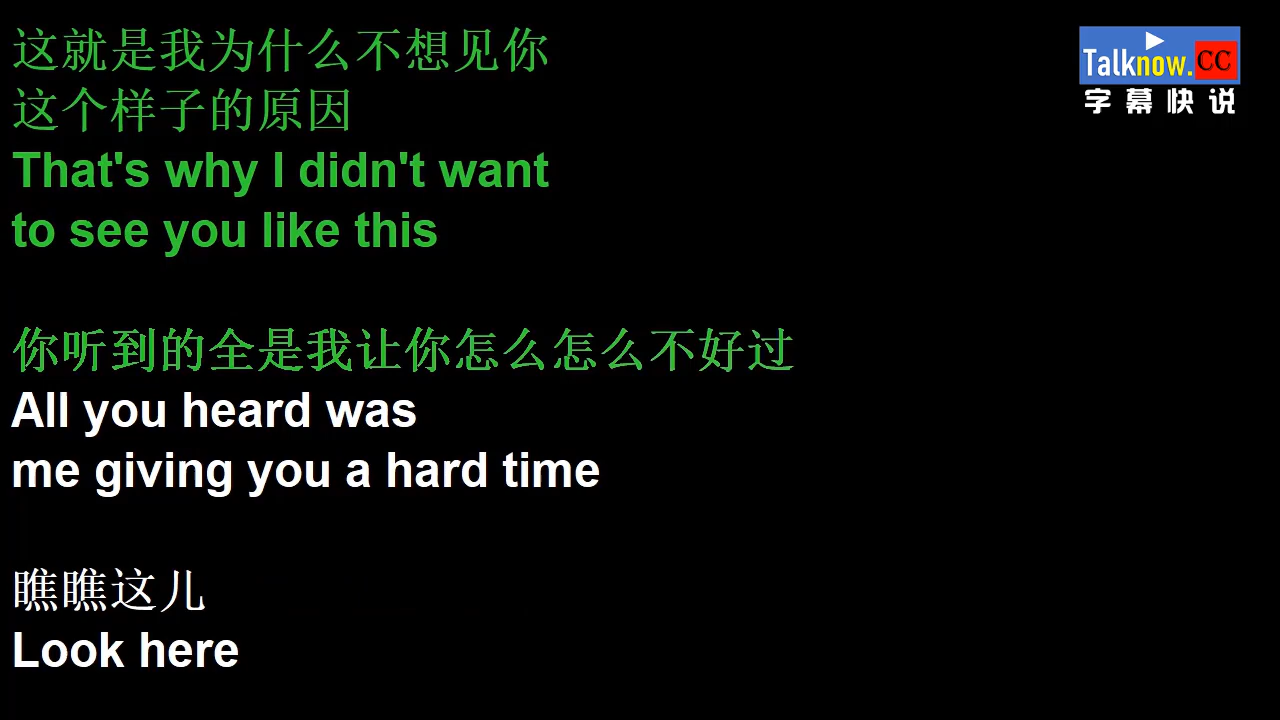 这就是我为什么不想见你
这个样子的原因
That's why I didn't want
to see you like this
你听到的全是我让你怎么怎么不好过
All you heard was
me giving you a hard time
瞧瞧这儿
Look here
Talknow.CC
字幕快说